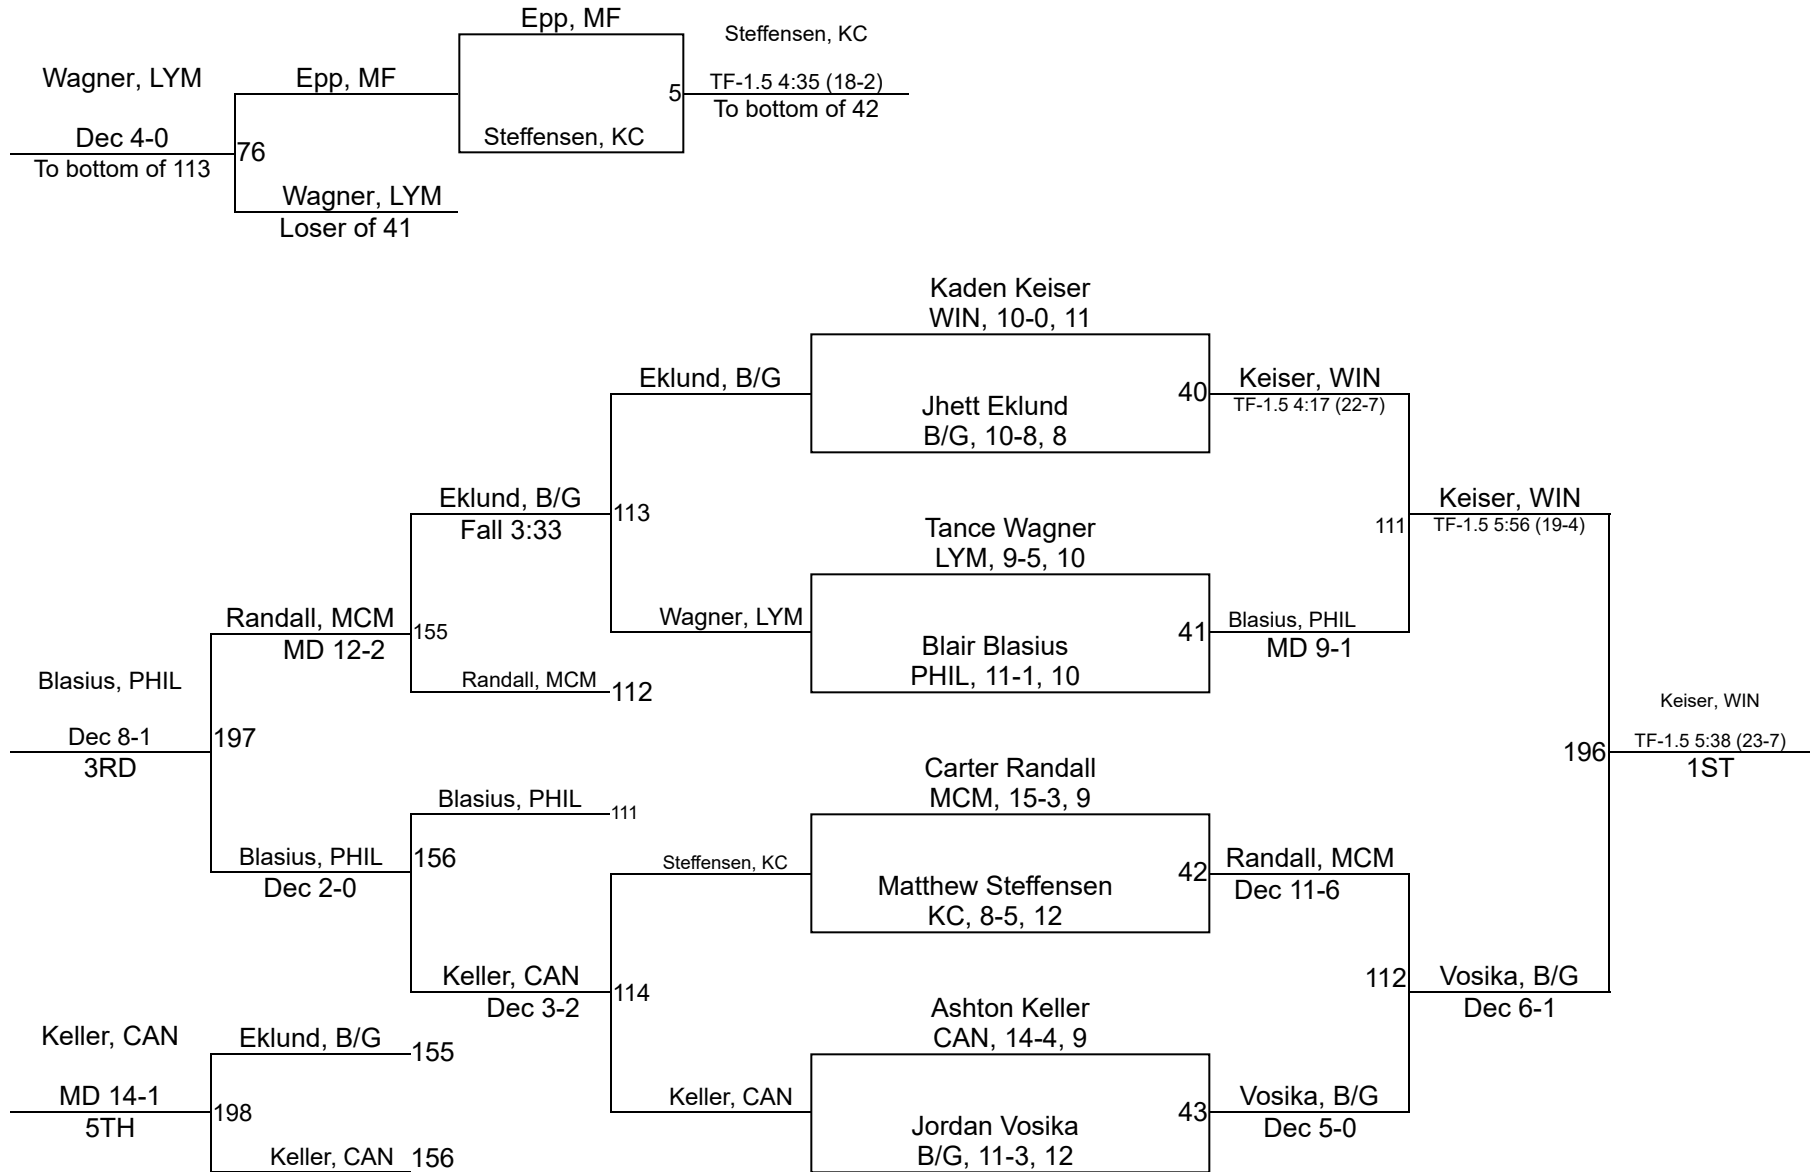 Epp, MF
Steffensen, KC
Wagner, LYM
Epp, MF
5
TF-1.5 4:35 (18-2)
To bottom of 42
Dec 4-0
76
Steffensen, KC
To bottom of 113
Wagner, LYM
Loser of 41
Kaden Keiser
WIN, 10-0, 11
Eklund, B/G
40
Keiser, WIN
TF-1.5 4:17 (22-7)
Jhett Eklund
B/G, 10-8, 8
Eklund, B/G
Fall 3:33
113
Keiser, WIN
TF-1.5 5:56 (19-4)
111
Tance Wagner
LYM, 9-5, 10
Randall, MCM
MD 12-2
155
Wagner, LYM
41
Blasius, PHIL
MD 9-1
Blair Blasius
PHIL, 11-1, 10
Blasius, PHIL
Randall, MCM
112
Keiser, WIN
Dec 8-1
3RD
197
196
TF-1.5 5:38 (23-7)
1ST
Carter Randall
MCM, 15-3, 9
Blasius, PHIL
111
Blasius, PHIL
Dec 2-0
156
Steffensen, KC
42
Randall, MCM
Dec 11-6
Matthew Steffensen
KC, 8-5, 12
Keller, CAN
Dec 3-2
114
112
Vosika, B/G
Dec 6-1
Ashton Keller
CAN, 14-4, 9
Keller, CAN
Eklund, B/G
155
MD 14-1
5TH
198
Keller, CAN
43
Vosika, B/G
Dec 5-0
Jordan Vosika
B/G, 11-3, 12
Keller, CAN
156